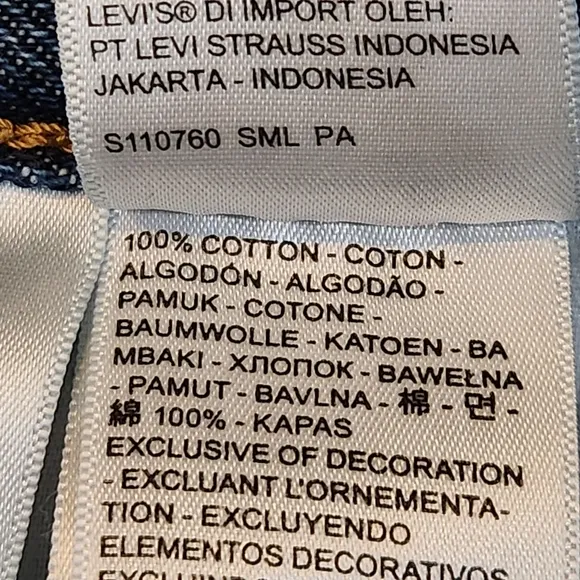 LEVI'S® DI IMPORT OLEH:
PT LEVI STRAUSS INDONESIA
JAKARTA - INDONESIA
S110760 SML PA
100% COTTON - COTON -
ALGODÓN - ALGODÃO -
PAMUK - COTONE -
BAUMWOLLE - KATOEN - BA
MBAKI - ХЛОПОК - BAWEŁNA
- PAMUT - BAVLNA - 棉 - 면 -
綿 100% - KAPAS
EXCLUSIVE OF DECORATION
- EXCLUANT L'ORNEMENTA-
TION - EXCLUYENDO
ELEMENTOS DECORATIVOS